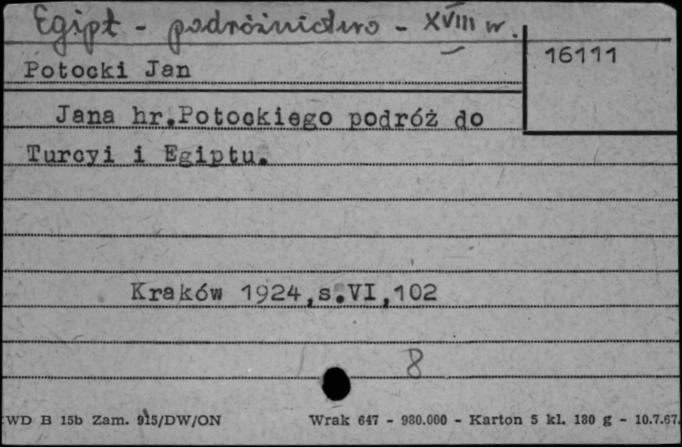 Egipt - podróżnictwo - XVIII w.
16111
Potocki Jan
Jana hr.Potockiego podróż do
Turcyi i Egiptu.
Kraków 1924,s.VI,102
8
WD B 15b Zam. 915/DW/ON Wrak 647 - 980.000 - Karton 5 kl. 180 g - 10.7.67.